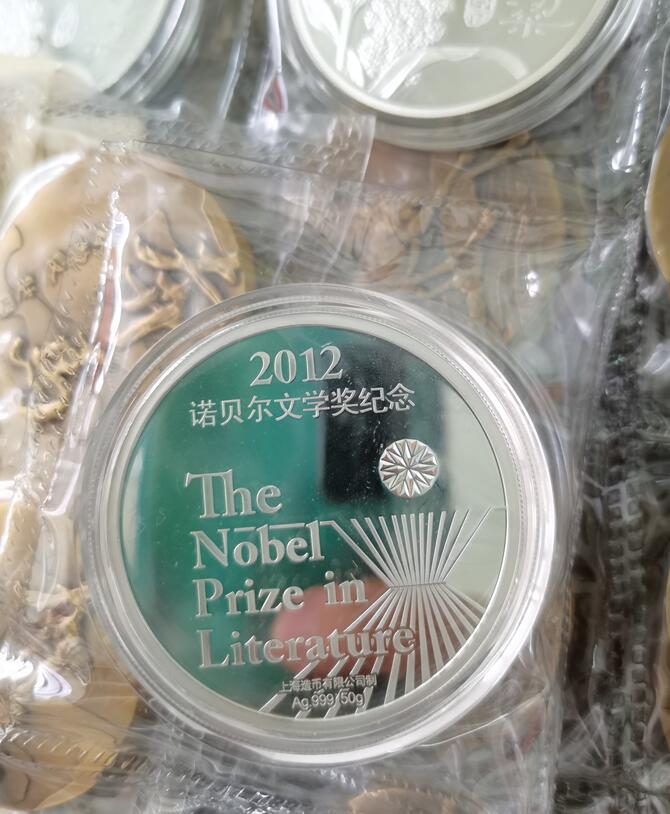 2012
诺贝尔文学奖纪念
The
Nobel
Prize in
Literature
上海造币有限公司制
Ag.999 50g